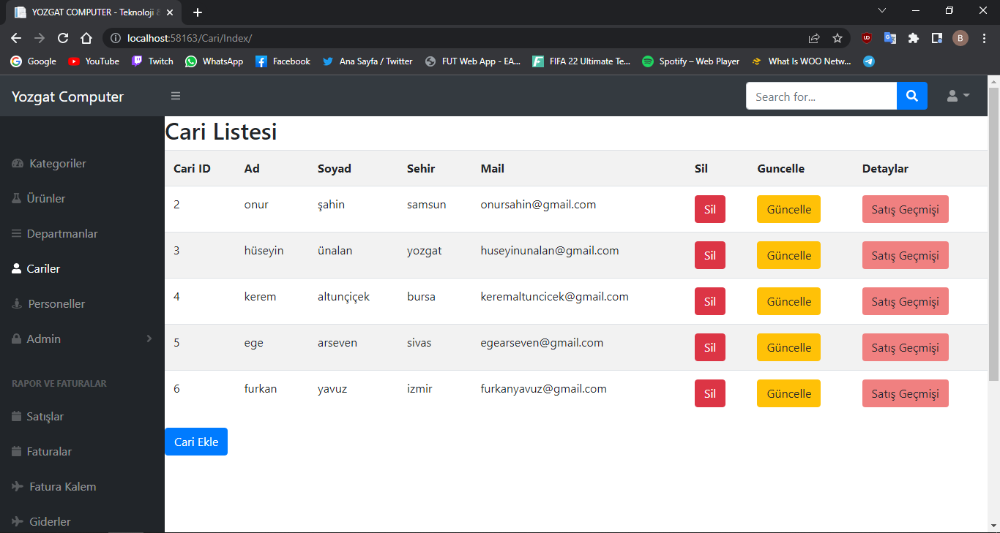 YOZGAT COMPUTER - Teknoloji &
localhost:58163/Cari/Index/
B
Google YouTube Twitch WhatsApp Facebook Ana Sayfa / Twitter FUT Web App - EA... FIFA 22 Ultimate Te... Spotify – Web Player What Is WOO Netw...
Yozgat Computer Search for...
Cari Listesi
Cari ID Ad Soyad Sehir Mail Sil Guncelle Detaylar
2 onur şahin samsun onursahin@gmail.com Sil Güncelle Satış Geçmişi
3 hüseyin ünalan yozgat huseyinunalan@gmail.com Sil Güncelle Satış Geçmişi
4 kerem altunçiçek bursa keremaltuncicek@gmail.com Sil Güncelle Satış Geçmişi
5 ege arseven sivas egearseven@gmail.com Sil Güncelle Satış Geçmişi
6 furkan yavuz izmir furkanyavuz@gmail.com Sil Güncelle Satış Geçmişi
Cari Ekle
Kategoriler
Ürünler
Departmanlar
Cariler
Personeller
Admin
RAPOR VE FATURALAR
Satışlar
Faturalar
Fatura Kalem
Giderler